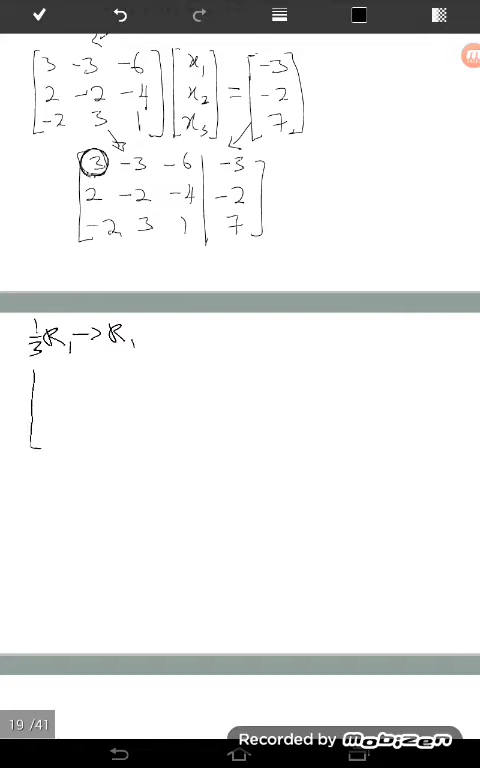 [3 -3 -6] [x₁] [-3]
[2 -2 -4] [x₂] = [-2]
[-2 3 1] [x₃] [7]
[3 -3 -6 | -3]
[2 -2 -4 | -2]
[-2 3 1 | 7]
1/3 R₁ → R₁
[
19 /41
Recorded by mobizen